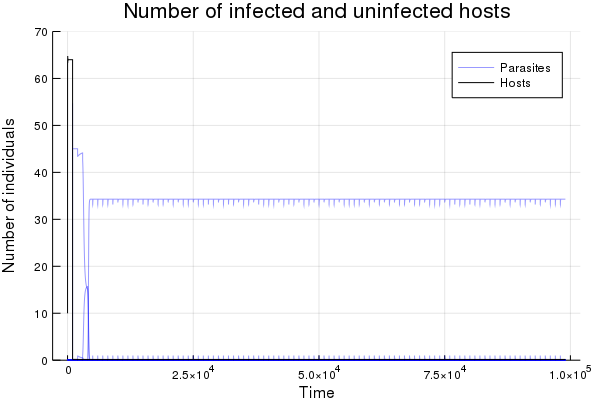 Number of infected and uninfected hosts
70
60
50
40
30
20
10
0
Number of individuals
Parasites
Hosts
0
2.5×10⁴
5.0×10⁴
7.5×10⁴
1.0×10⁵
Time